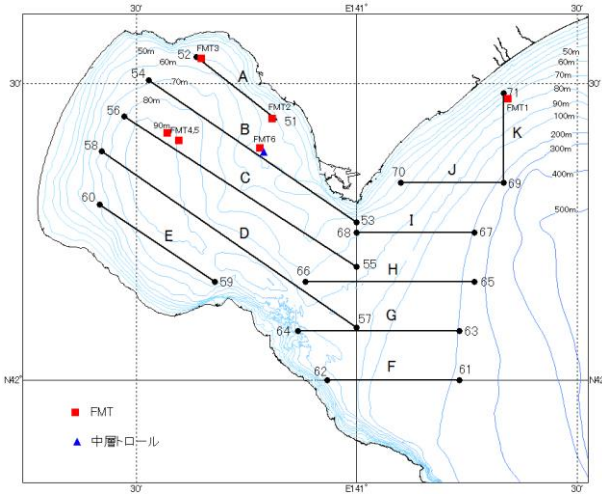 30'
E141°
30'
50m
60m
70m
80m
90m
52
FMT3
A
54
FMT2
51
50m
60m
70m
80m
90m
100m
200m
300m
400m
500m
71
FMT1
K
30'
30'
56
B
FMT4,5
FMT6
58
C
70
J
69
60
D
53
68
I
67
E
55
66
H
65
59
57
G
64
63
F
62
61
N42°
N42°
FMT
中層トロール
30'
E141°
30'